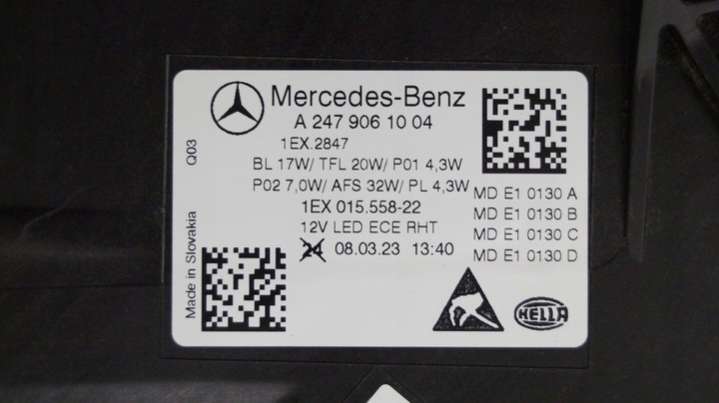 Mercedes-Benz
A 247 906 10 04
1EX.2847
BL 17W/ TFL 20W/ P01 4,3W
P02 7,0W/ AFS 32W/ PL 4,3W
1EX 015.558-22
12V LED ECE RHT
24 08.03.23 13:40
MD E1 0130 A
MD E1 0130 B
MD E1 0130 C
MD E1 0130 D
Q03
Made in Slovakia
HELLA